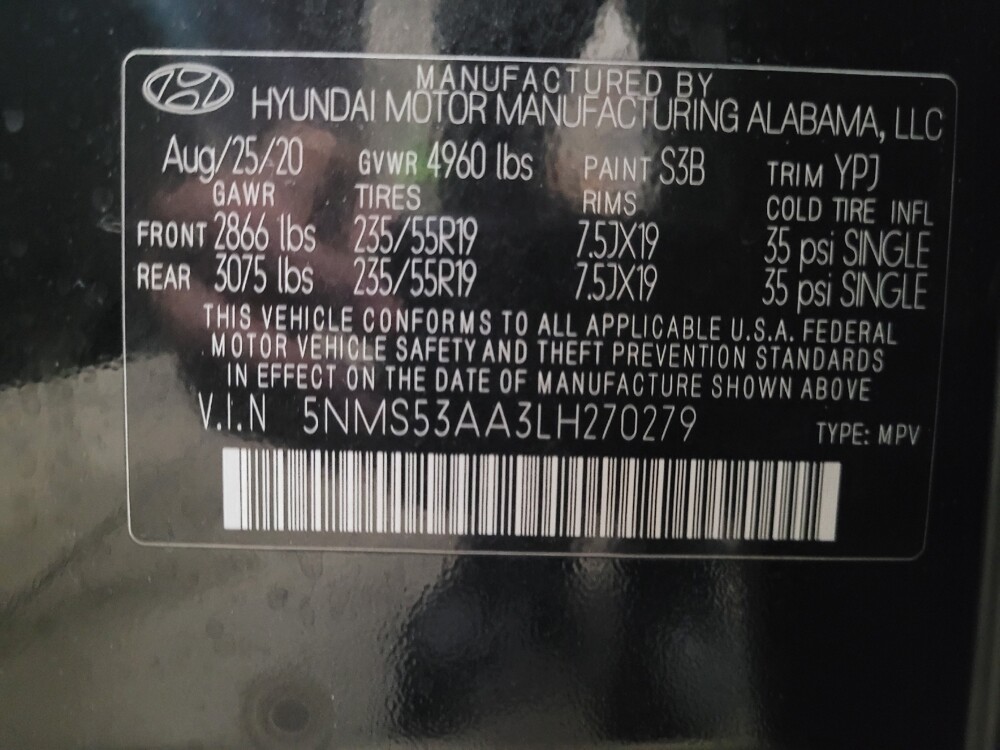 MANUFACTURED BY
HYUNDAI MOTOR MANUFACTURING ALABAMA, LLC
Aug/25/20 GVWR 4960 lbs PAINT S3B TRIM YPJ
GAWR TIRES RIMS COLD TIRE INFL
FRONT 2866 lbs 235/55R19 7.5JX19 35 psi SINGLE
REAR 3075 lbs 235/55R19 7.5JX19 35 psi SINGLE
THIS VEHICLE CONFORMS TO ALL APPLICABLE U.S.A. FEDERAL
MOTOR VEHICLE SAFETY AND THEFT PREVENTION STANDARDS
IN EFFECT ON THE DATE OF MANUFACTURE SHOWN ABOVE
V.I.N 5NMS53AA3LH270279 TYPE: MPV